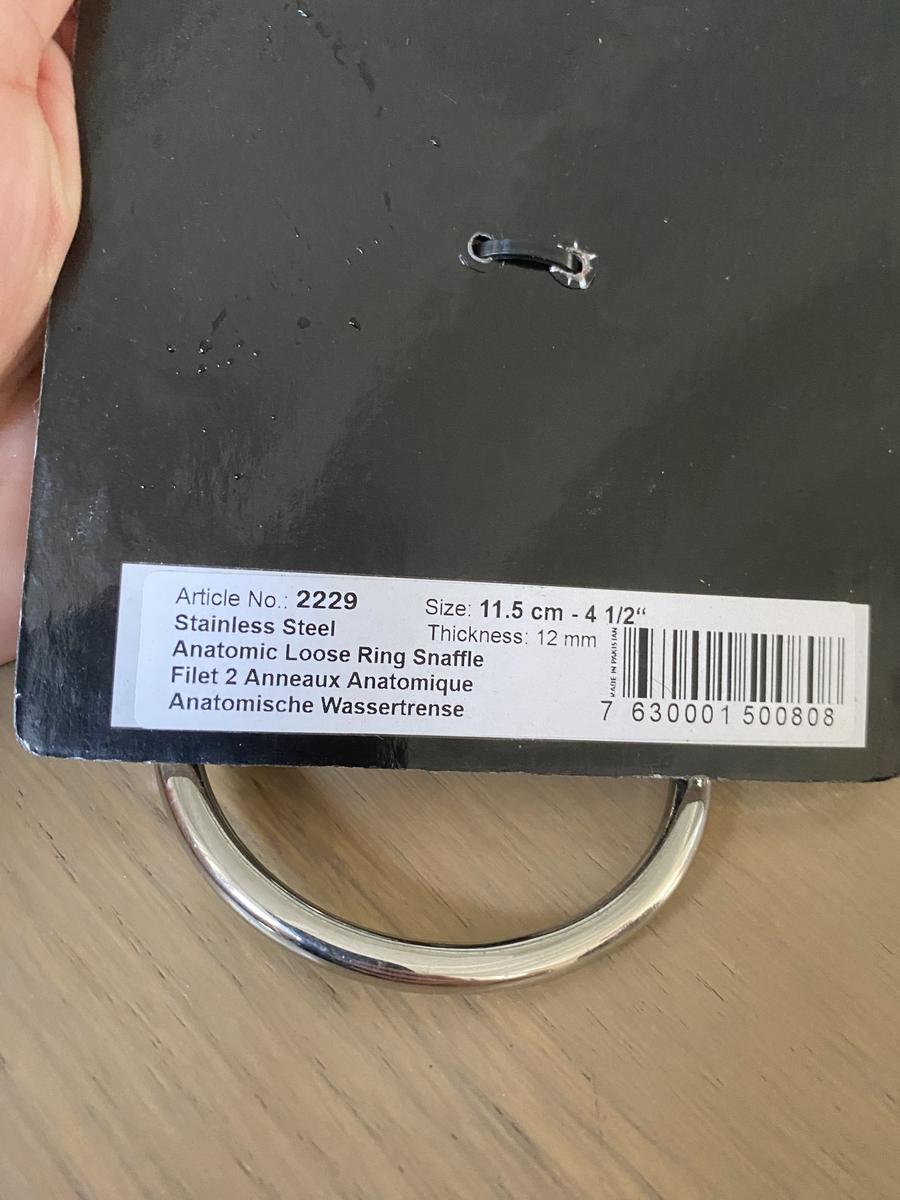 Article No.: 2229
Stainless Steel
Anatomic Loose Ring Snaffle
Filet 2 Anneaux Anatomique
Anatomische Wassertrense
Size: 11.5 cm - 4 1/2“
Thickness: 12 mm
MADE IN PAKISTAN
7 630001 500808